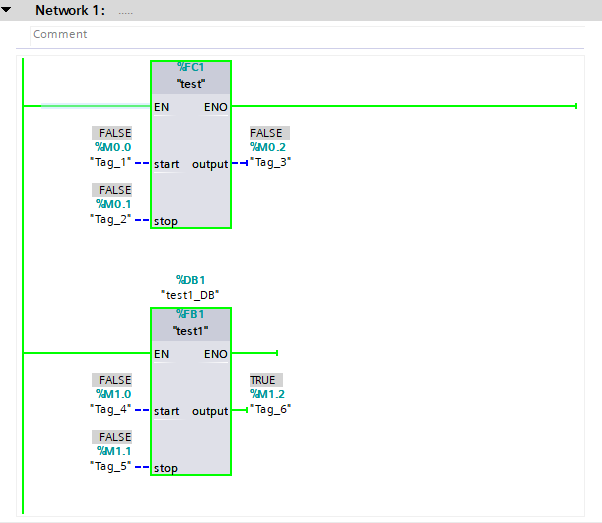 Network 1: .....
Comment
%FC1
"test"
EN ENO
FALSE FALSE
%M0.0 %M0.2
"Tag_1" start output "Tag_3"
FALSE
%M0.1
"Tag_2" stop
%DB1
"test1_DB"
%FB1
"test1"
EN ENO
FALSE TRUE
%M1.0 %M1.2
"Tag_4" start output "Tag_6"
FALSE
%M1.1
"Tag_5" stop